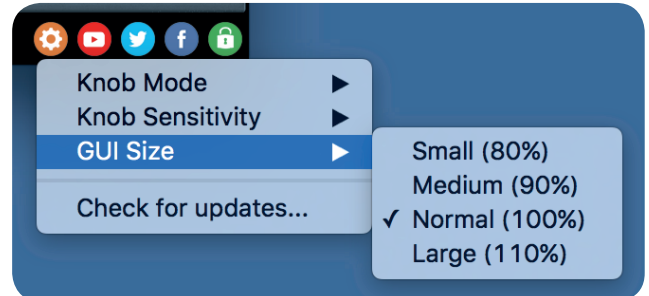 Knob Mode
Knob Sensitivity
GUI Size
Check for updates...
Small (80%)
Medium (90%)
Normal (100%)
Large (110%)